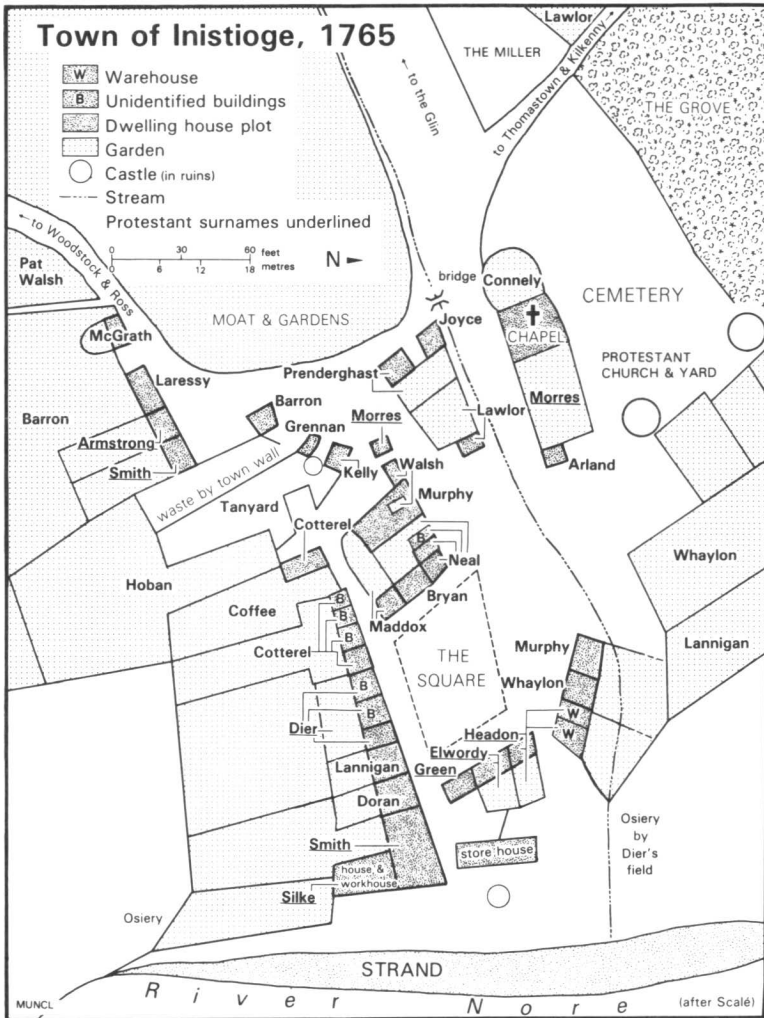 Town of Inistioge, 1765
W Warehouse
B Unidentified buildings
Dwelling house plot
Garden
Castle (in ruins)
Stream
Protestant surnames underlined
0 30 60 feet
0 6 12 18 metres
N
Lawlor
THE MILLER
to Thomastown & Kilkenny
to the Glin
THE GROVE
to Woodstock & Ross
Pat
Walsh
McGrath
MOAT & GARDENS
bridge
Connely
CEMETERY
Joyce
CHAPEL
PROTESTANT
CHURCH & YARD
Prenderghast
Laressy
Morres
Barron
Barron
Morres
Lawlor
Grennan
Armstrong
Arland
Smith
Kelly
Walsh
waste by town wall
Murphy
Tanyard
Cotterel
B
Neal
Whaylon
Hoban
Bryan
Coffee
B
Maddox
B
Cotterel
B
THE
SQUARE
Murphy
Lannigan
B
Whaylon
B
W
Dier
Headon
W
Elwordy
Lannigan
Green
Doran
Osiery
by
Dier's
field
Smith
store house
house &
workhouse
Silke
Osiery
STRAND
River Nore
MUNCL
(after Scalé)